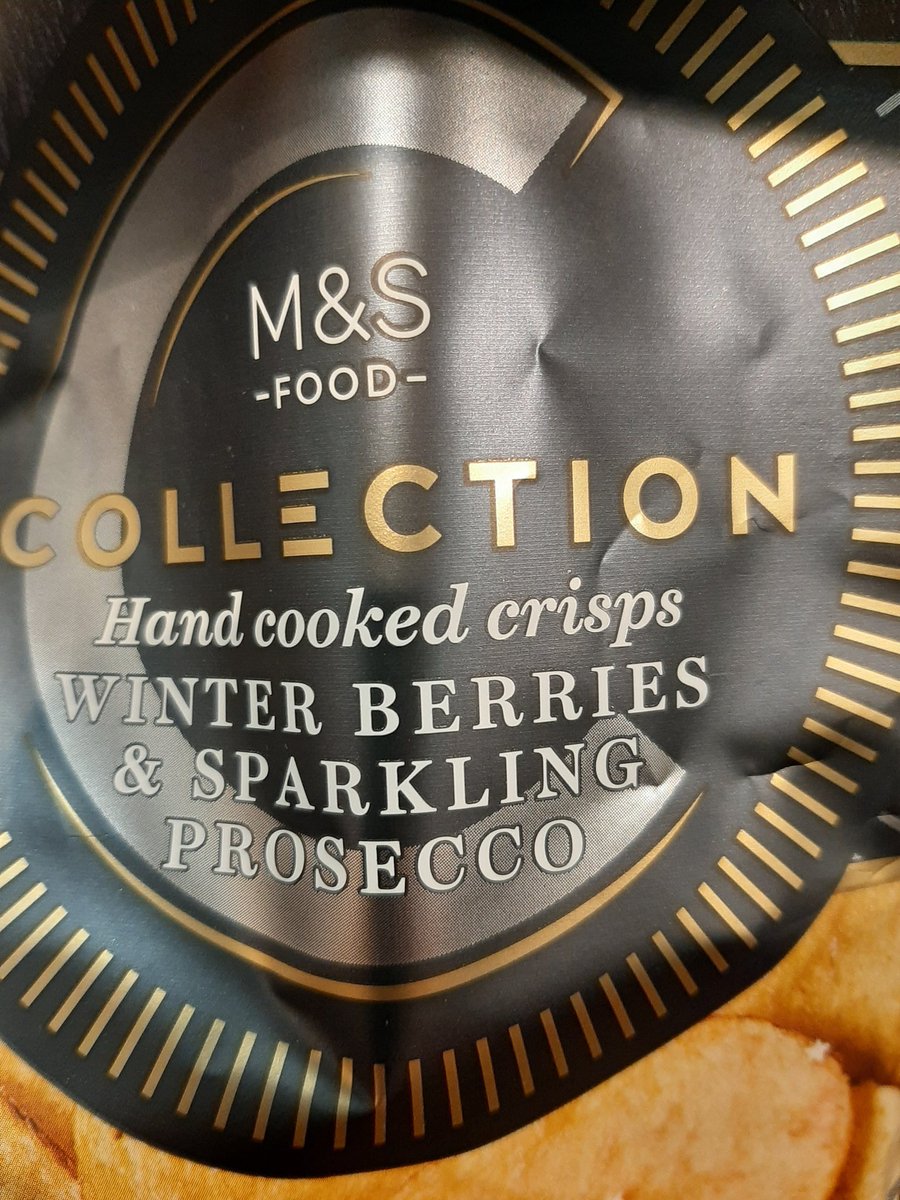 M&S
-FOOD-
COLLECTION
Hand cooked crisps
WINTER BERRIES
& SPARKLING
PROSECCO